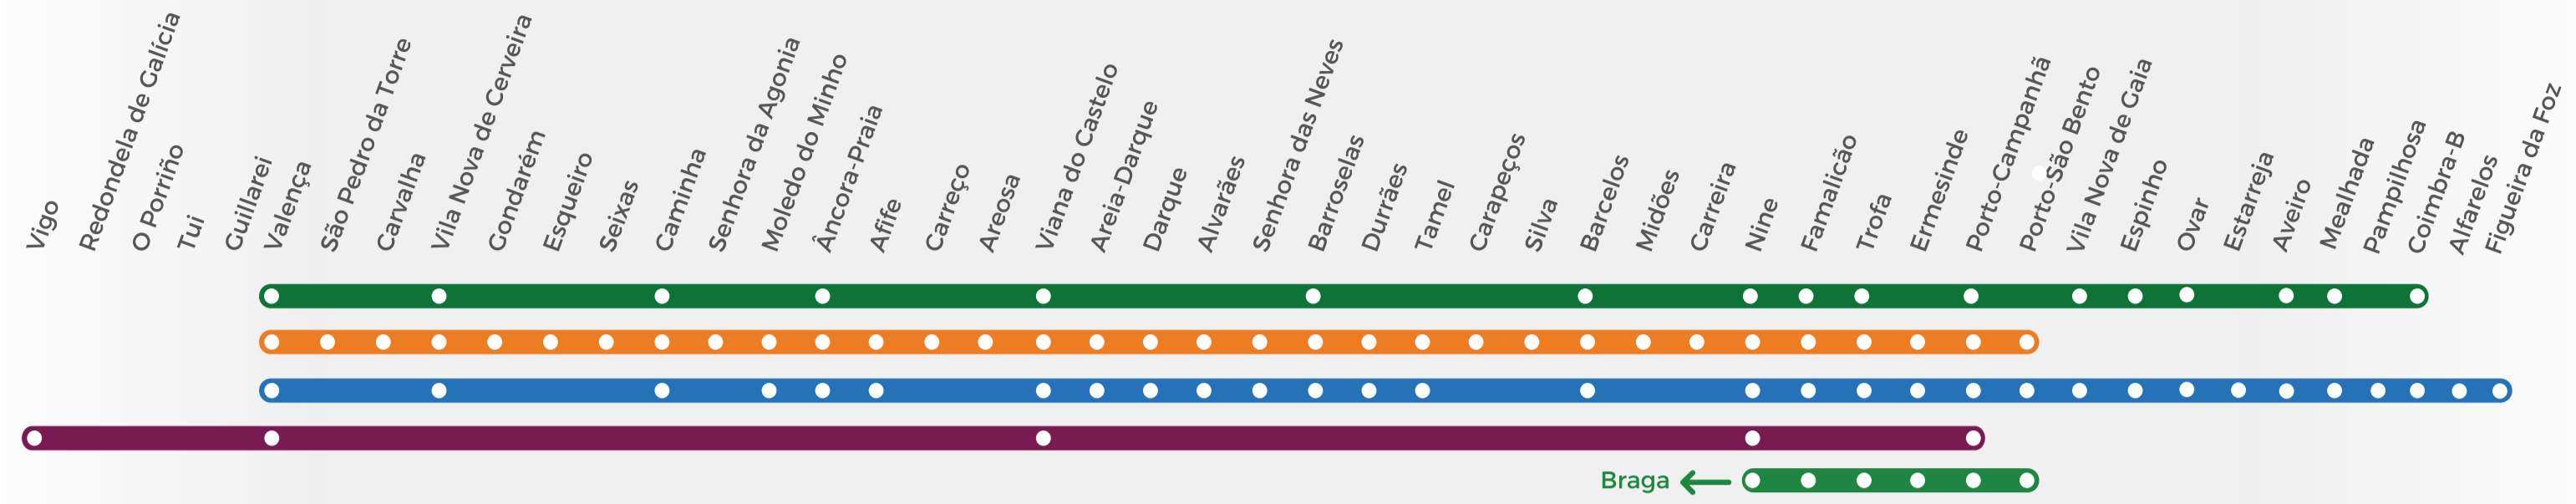 Vigo
Redondela de Galícia
O Porriño
Tui
Guillarei
Valença
São Pedro da Torre
Carvalha
Vila Nova de Cerveira
Gondarém
Esqueiro
Seixas
Caminha
Senhora da Agonia
Moledo do Minho
Âncora-Praia
Afife
Carreço
Areosa
Viana do Castelo
Areia-Darque
Darque
Alvarães
Senhora das Neves
Barroselas
Durrães
Tamel
Carapeços
Silva
Barcelos
Midões
Carreira
Nine
Famalicão
Trofa
Ermesinde
Porto-Campanhã
Porto-São Bento
Vila Nova de Gaia
Espinho
Ovar
Estarreja
Aveiro
Mealhada
Pampilhosa
Coimbra-B
Alfarelos
Figueira da Foz
Braga